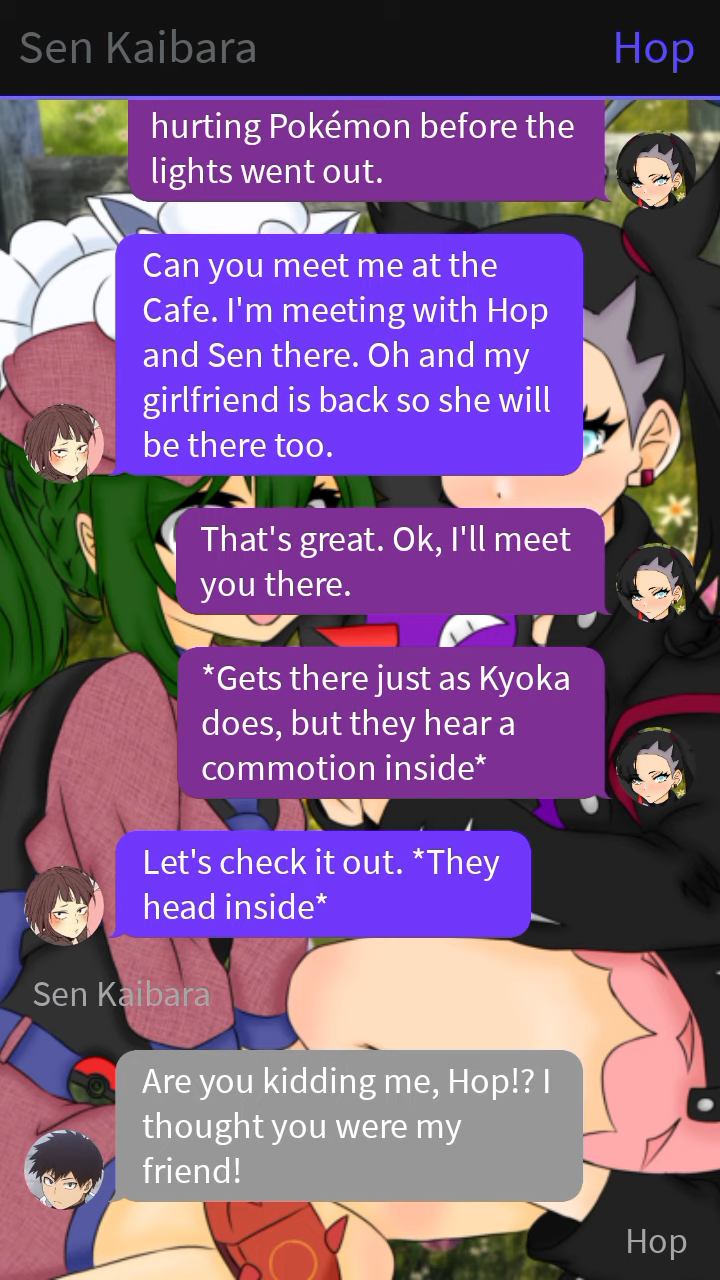 Sen Kaibara
Hop
hurting Pokémon before the
lights went out.
Can you meet me at the
Cafe. I'm meeting with Hop
and Sen there. Oh and my
girlfriend is back so she will
be there too.
That's great. Ok, I'll meet
you there.
*Gets there just as Kyoka
does, but they hear a
commotion inside*
Let's check it out. *They
head inside*
Sen Kaibara
Are you kidding me, Hop!? I
thought you were my
friend!
Hop